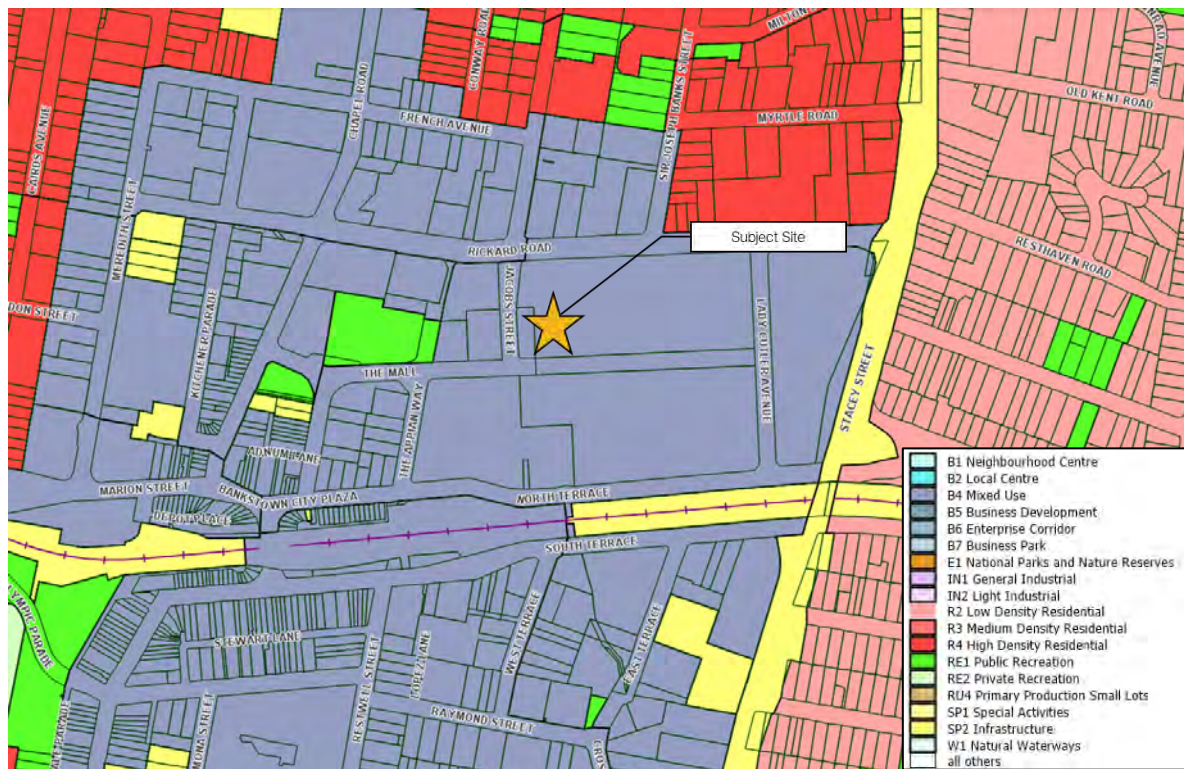 MILTON
CONWAY ROAD
SIR JOSEPH BANKS STREET
CHAPEL ROAD
FRENCH AVENUE
MYRTLE ROAD
OLD KENT ROAD
CAIRDS AVENUE
MEREDITH STREET
RICKARD ROAD
Subject Site
RESTHAVEN ROAD
JACOBS STREET
KITCHENER PARADE
THE MALL
LADY CUTLER AVENUE
STACEY STREET
THE APPIAN WAY
ADNUM LANE
MARION STREET
BANKSTOWN CITY PLAZA
NORTH TERRACE
DEPOT PLACE
SOUTH TERRACE
STEWART LANE
RESTWELL STREET
WEST TERRACE
EAST TERRACE
RAYMOND STREET
B1 Neighbourhood Centre
B2 Local Centre
B4 Mixed Use
B5 Business Development
B6 Enterprise Corridor
B7 Business Park
E1 National Parks and Nature Reserves
IN1 General Industrial
IN2 Light Industrial
R2 Low Density Residential
R3 Medium Density Residential
R4 High Density Residential
RE1 Public Recreation
RE2 Private Recreation
RU4 Primary Production Small Lots
SP1 Special Activities
SP2 Infrastructure
W1 Natural Waterways
all others